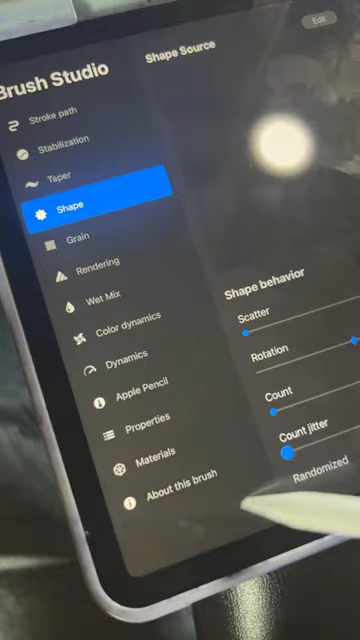 Edit
Shape Source
Brush Studio
Stroke path
Stabilization
Taper
Shape
Grain
Rendering
Wet Mix
Color dynamics
Dynamics
Apple Pencil
Properties
Materials
About this brush
Shape behavior
Scatter
Rotation
Count
Count jitter
Randomized